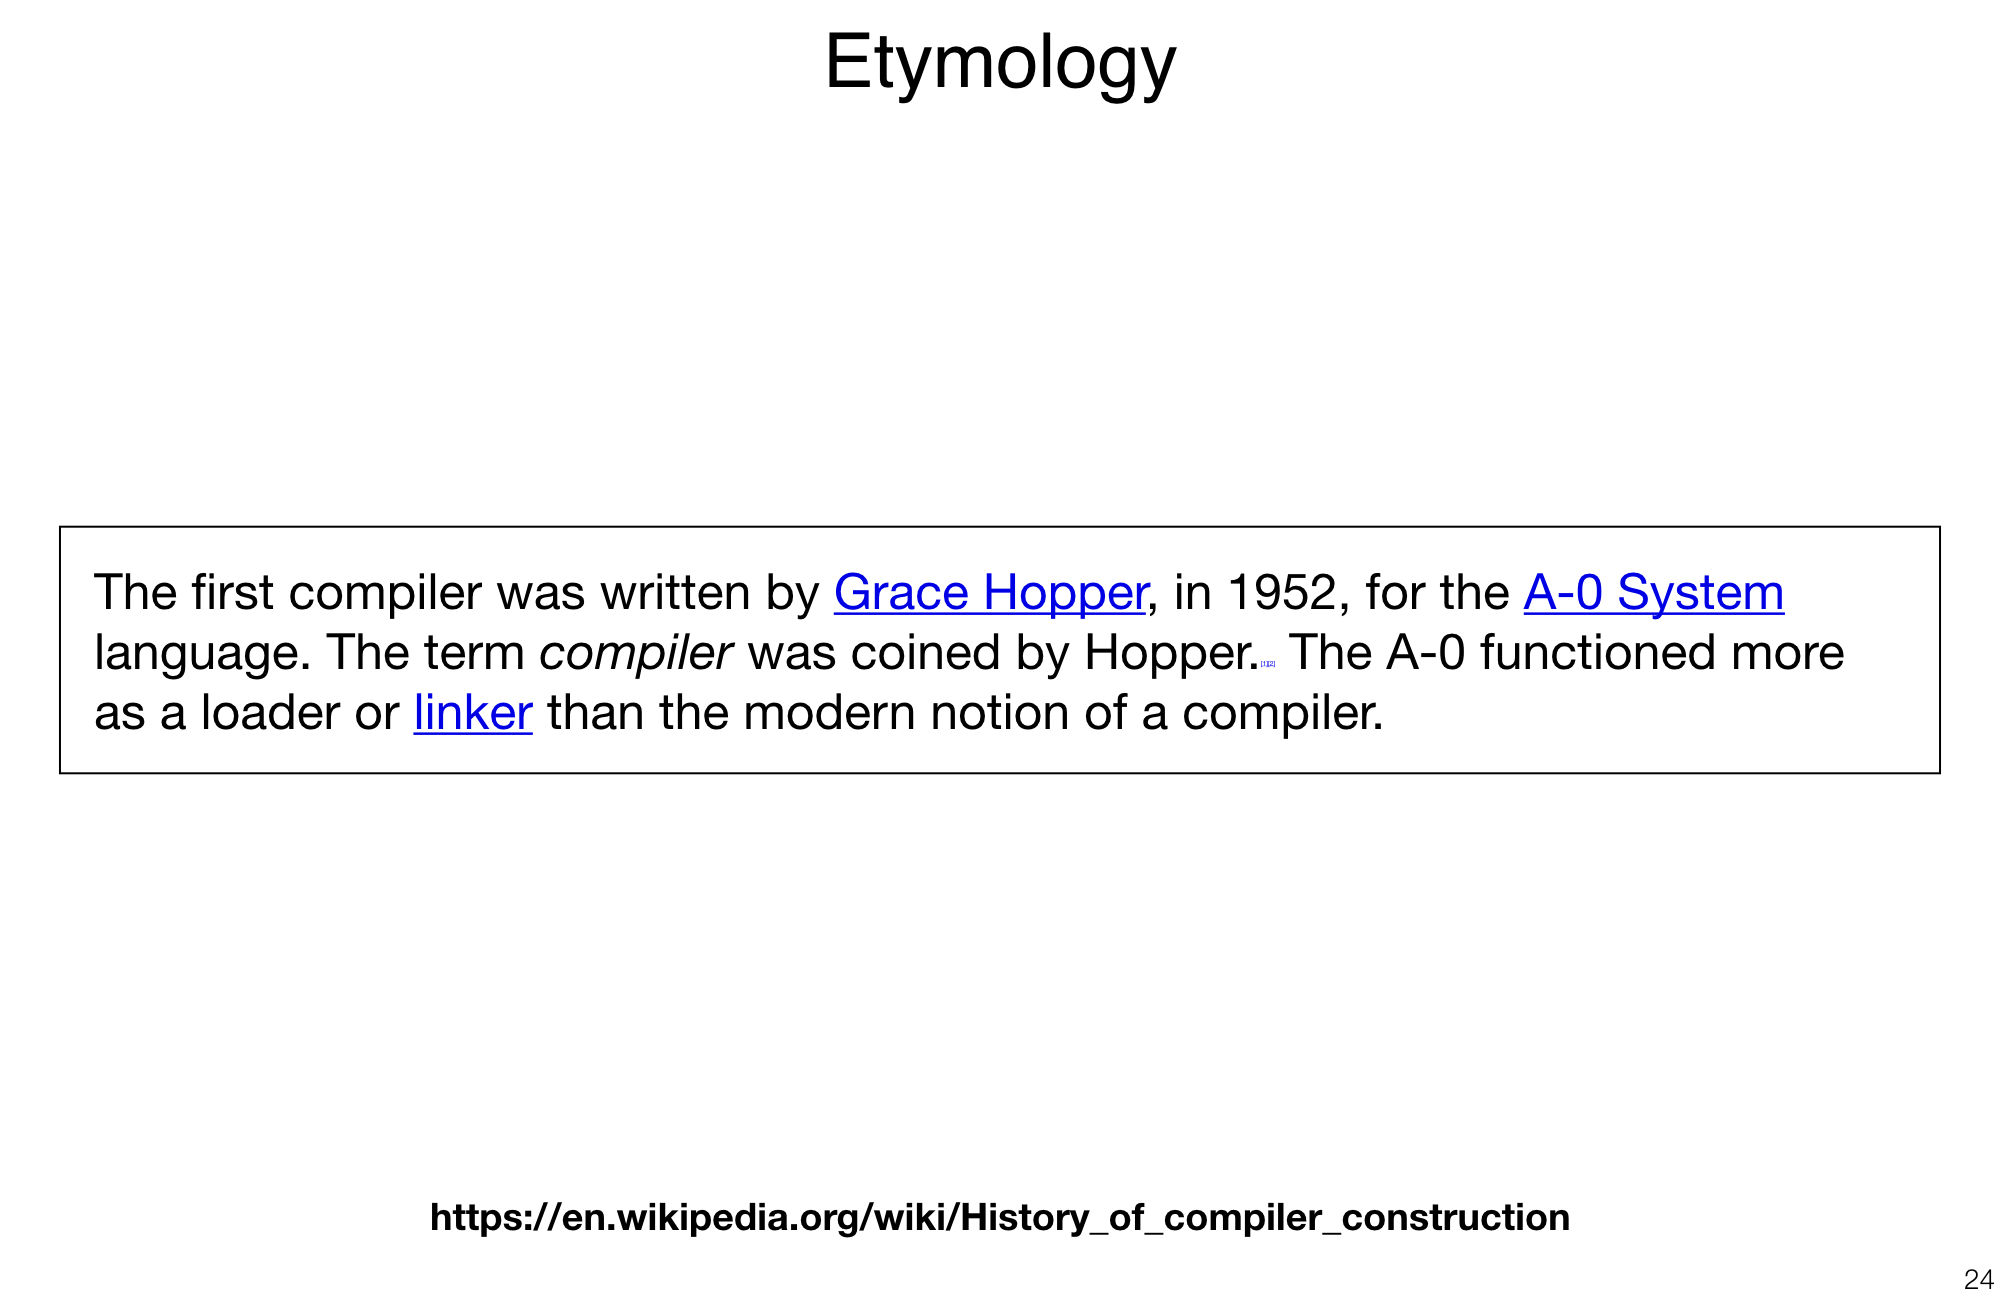 Etymology
The first compiler was written by Grace Hopper, in 1952, for the A-0 System
language. The term compiler was coined by Hopper.[1][2] The A-0 functioned more
as a loader or linker than the modern notion of a compiler.
https://en.wikipedia.org/wiki/History_of_compiler_construction
24